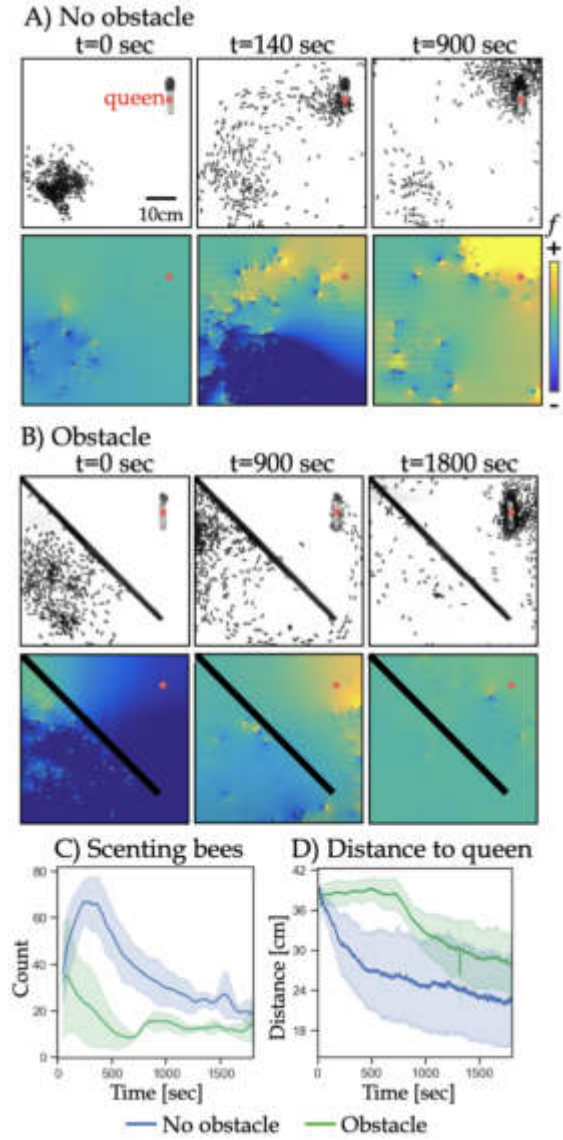 A) No obstacle
t=0 sec t=140 sec t=900 sec
queen
10cm
f
+
-
B) Obstacle
t=0 sec t=900 sec t=1800 sec
C) Scenting bees D) Distance to queen
80
60
40
20
0
Count
0 500 1000 1500
Time [sec]
42
36
30
24
18
Distance [cm]
0 500 1000 1500
Time [sec]
No obstacle Obstacle